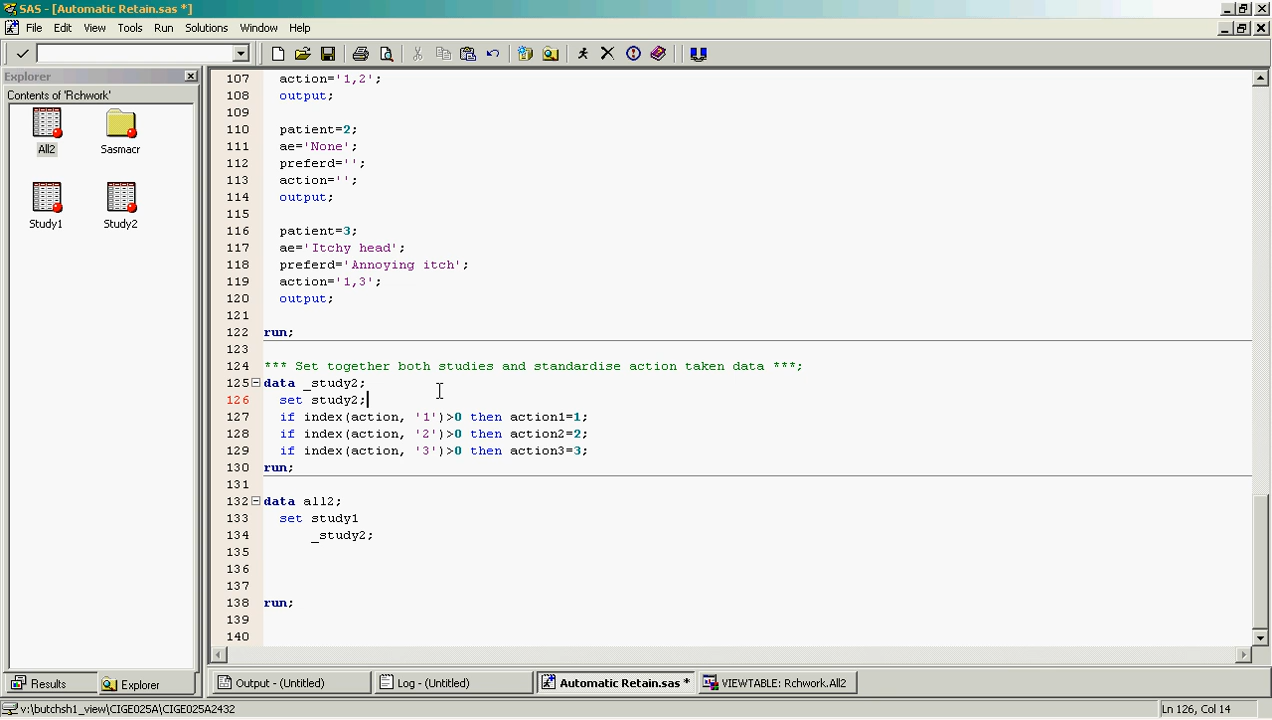 SAS - [Automatic Retain.sas *]
File Edit View Tools Run Solutions Window Help
Explorer
Contents of 'Rchwork'
All2
Sasmacr
Study1
Study2
107 action='1,2';
108 output;
109
110 patient=2;
111 ae='None';
112 preferd='';
113 action='';
114 output;
115
116 patient=3;
117 ae='Itchy head';
118 preferd='Annoying itch';
119 action='1,3';
120 output;
121
122 run;
123
124 *** Set together both studies and standardise action taken data ***;
125 data _study2;
126 set study2;
127 if index(action, '1')>0 then action1=1;
128 if index(action, '2')>0 then action2=2;
129 if index(action, '3')>0 then action3=3;
130 run;
131
132 data all2;
133 set study1
134 _study2;
135
136
137
138 run;
139
140
Results
Explorer
Output - (Untitled)
Log - (Untitled)
Automatic Retain.sas *
VIEWTABLE: Rchwork.All2
v:\butchsh1_view\CIGE025A\CIGE025A2432
Ln 126, Col 14